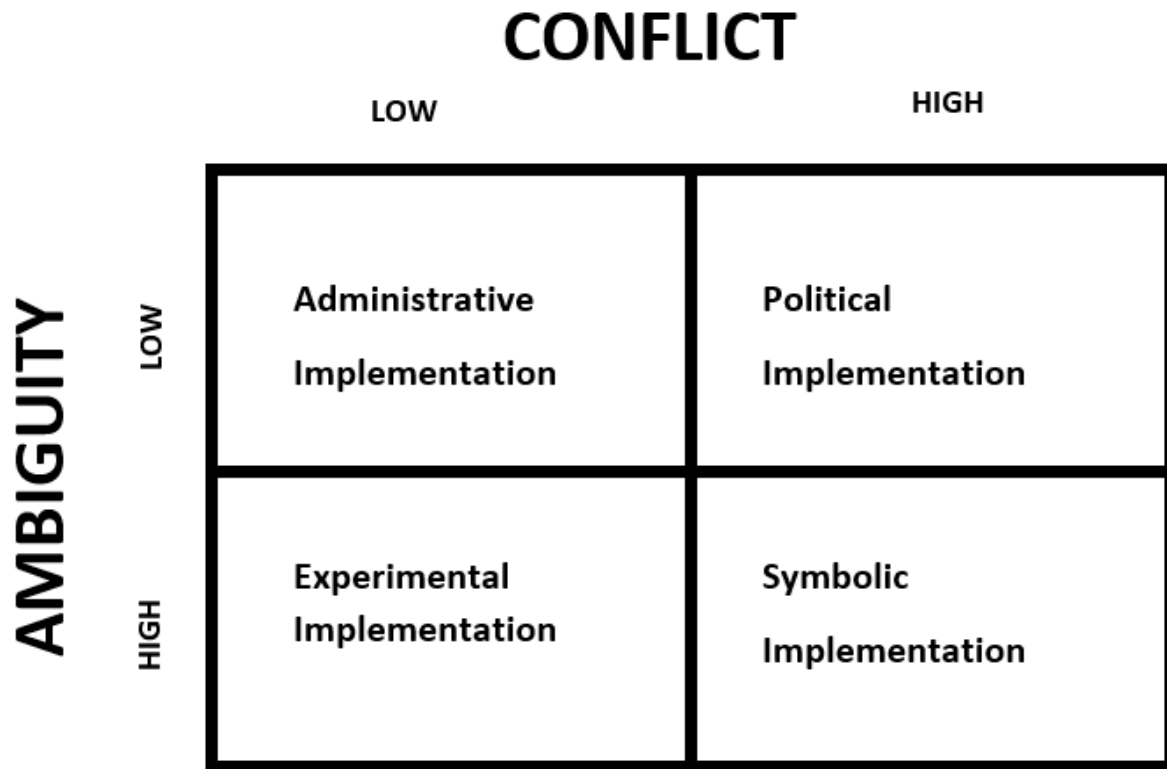 CONFLICT
LOW
HIGH
AMBIGUITY
LOW
Administrative
Implementation
Political
Implementation
HIGH
Experimental
Implementation
Symbolic
Implementation